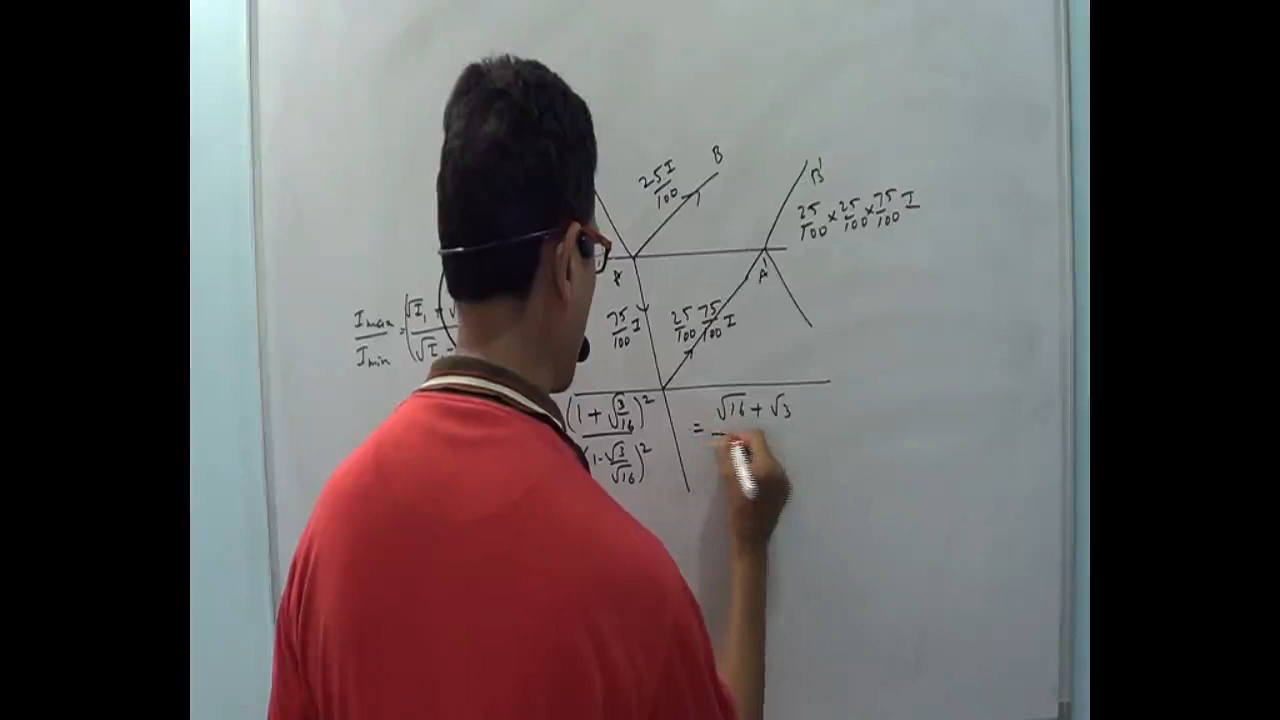 25I/100
B
B'
25/100 × 25/100 × 75/100 I
A
A'
75/100 I
25/100 75/100 I
Imax/Imin = (√I₁ +
√I -
(1 + √3/16)²
1 - √3/√16)²
= √16 + √3